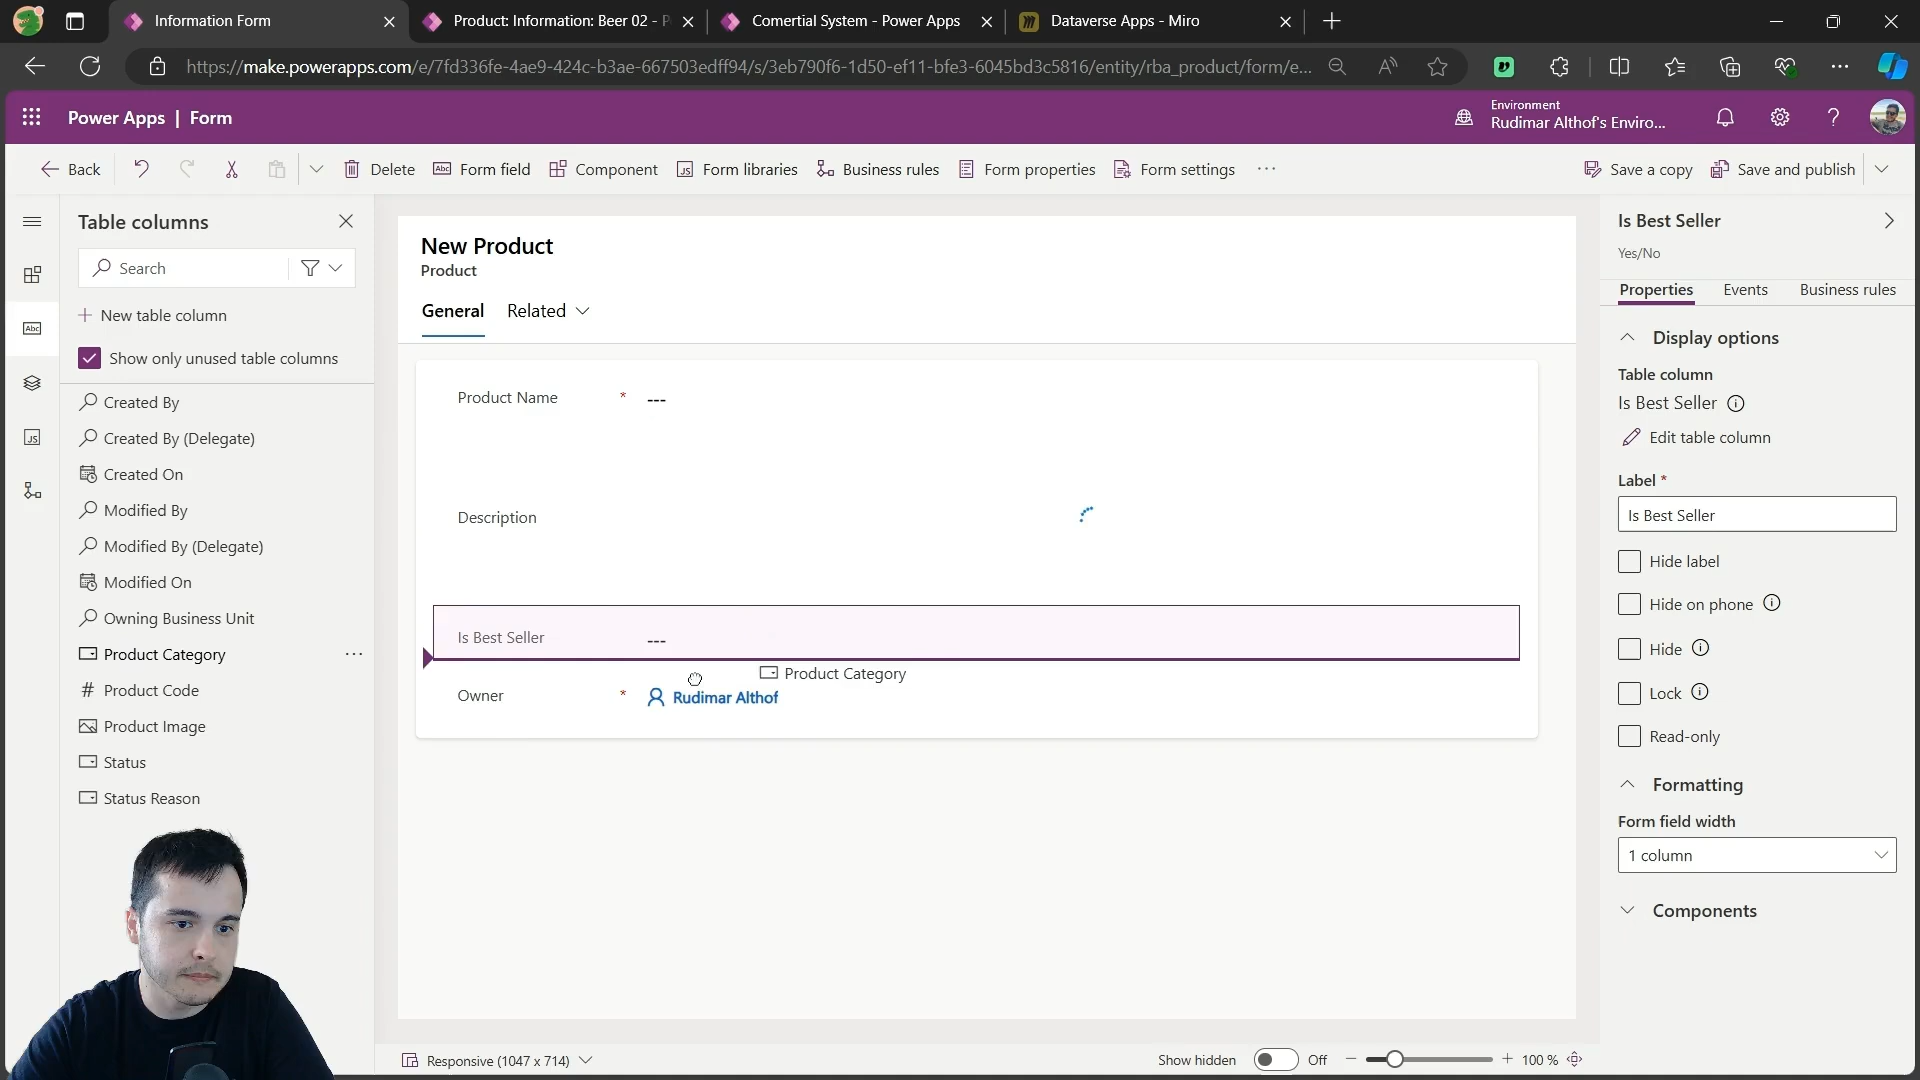 Information Form
Product: Information: Beer 02 - P
Comertial System - Power Apps
Dataverse Apps - Miro
https://make.powerapps.com/e/7fd336fe-4ae9-424c-b3ae-667503edff94/s/3eb790f6-1d50-ef11-bfe3-6045bd3c5816/entity/rba_product/form/e...
Power Apps | Form
Environment
Rudimar Althof's Enviro...
Back
Delete
Form field
Component
Form libraries
Business rules
Form properties
Form settings
Save a copy
Save and publish
Table columns
Search
New table column
Show only unused table columns
Created By
Created By (Delegate)
Created On
Modified By
Modified By (Delegate)
Modified On
Owning Business Unit
Product Category
Product Code
Product Image
Status
Status Reason
New Product
Product
General
Related
Product Name * ---
Description
Is Best Seller ---
Product Category
Owner * Rudimar Althof
Is Best Seller
Yes/No
Properties
Events
Business rules
Display options
Table column
Is Best Seller
Edit table column
Label *
Is Best Seller
Hide label
Hide on phone
Hide
Lock
Read-only
Formatting
Form field width
1 column
Components
Responsive (1047 x 714)
Show hidden
Off
100 %